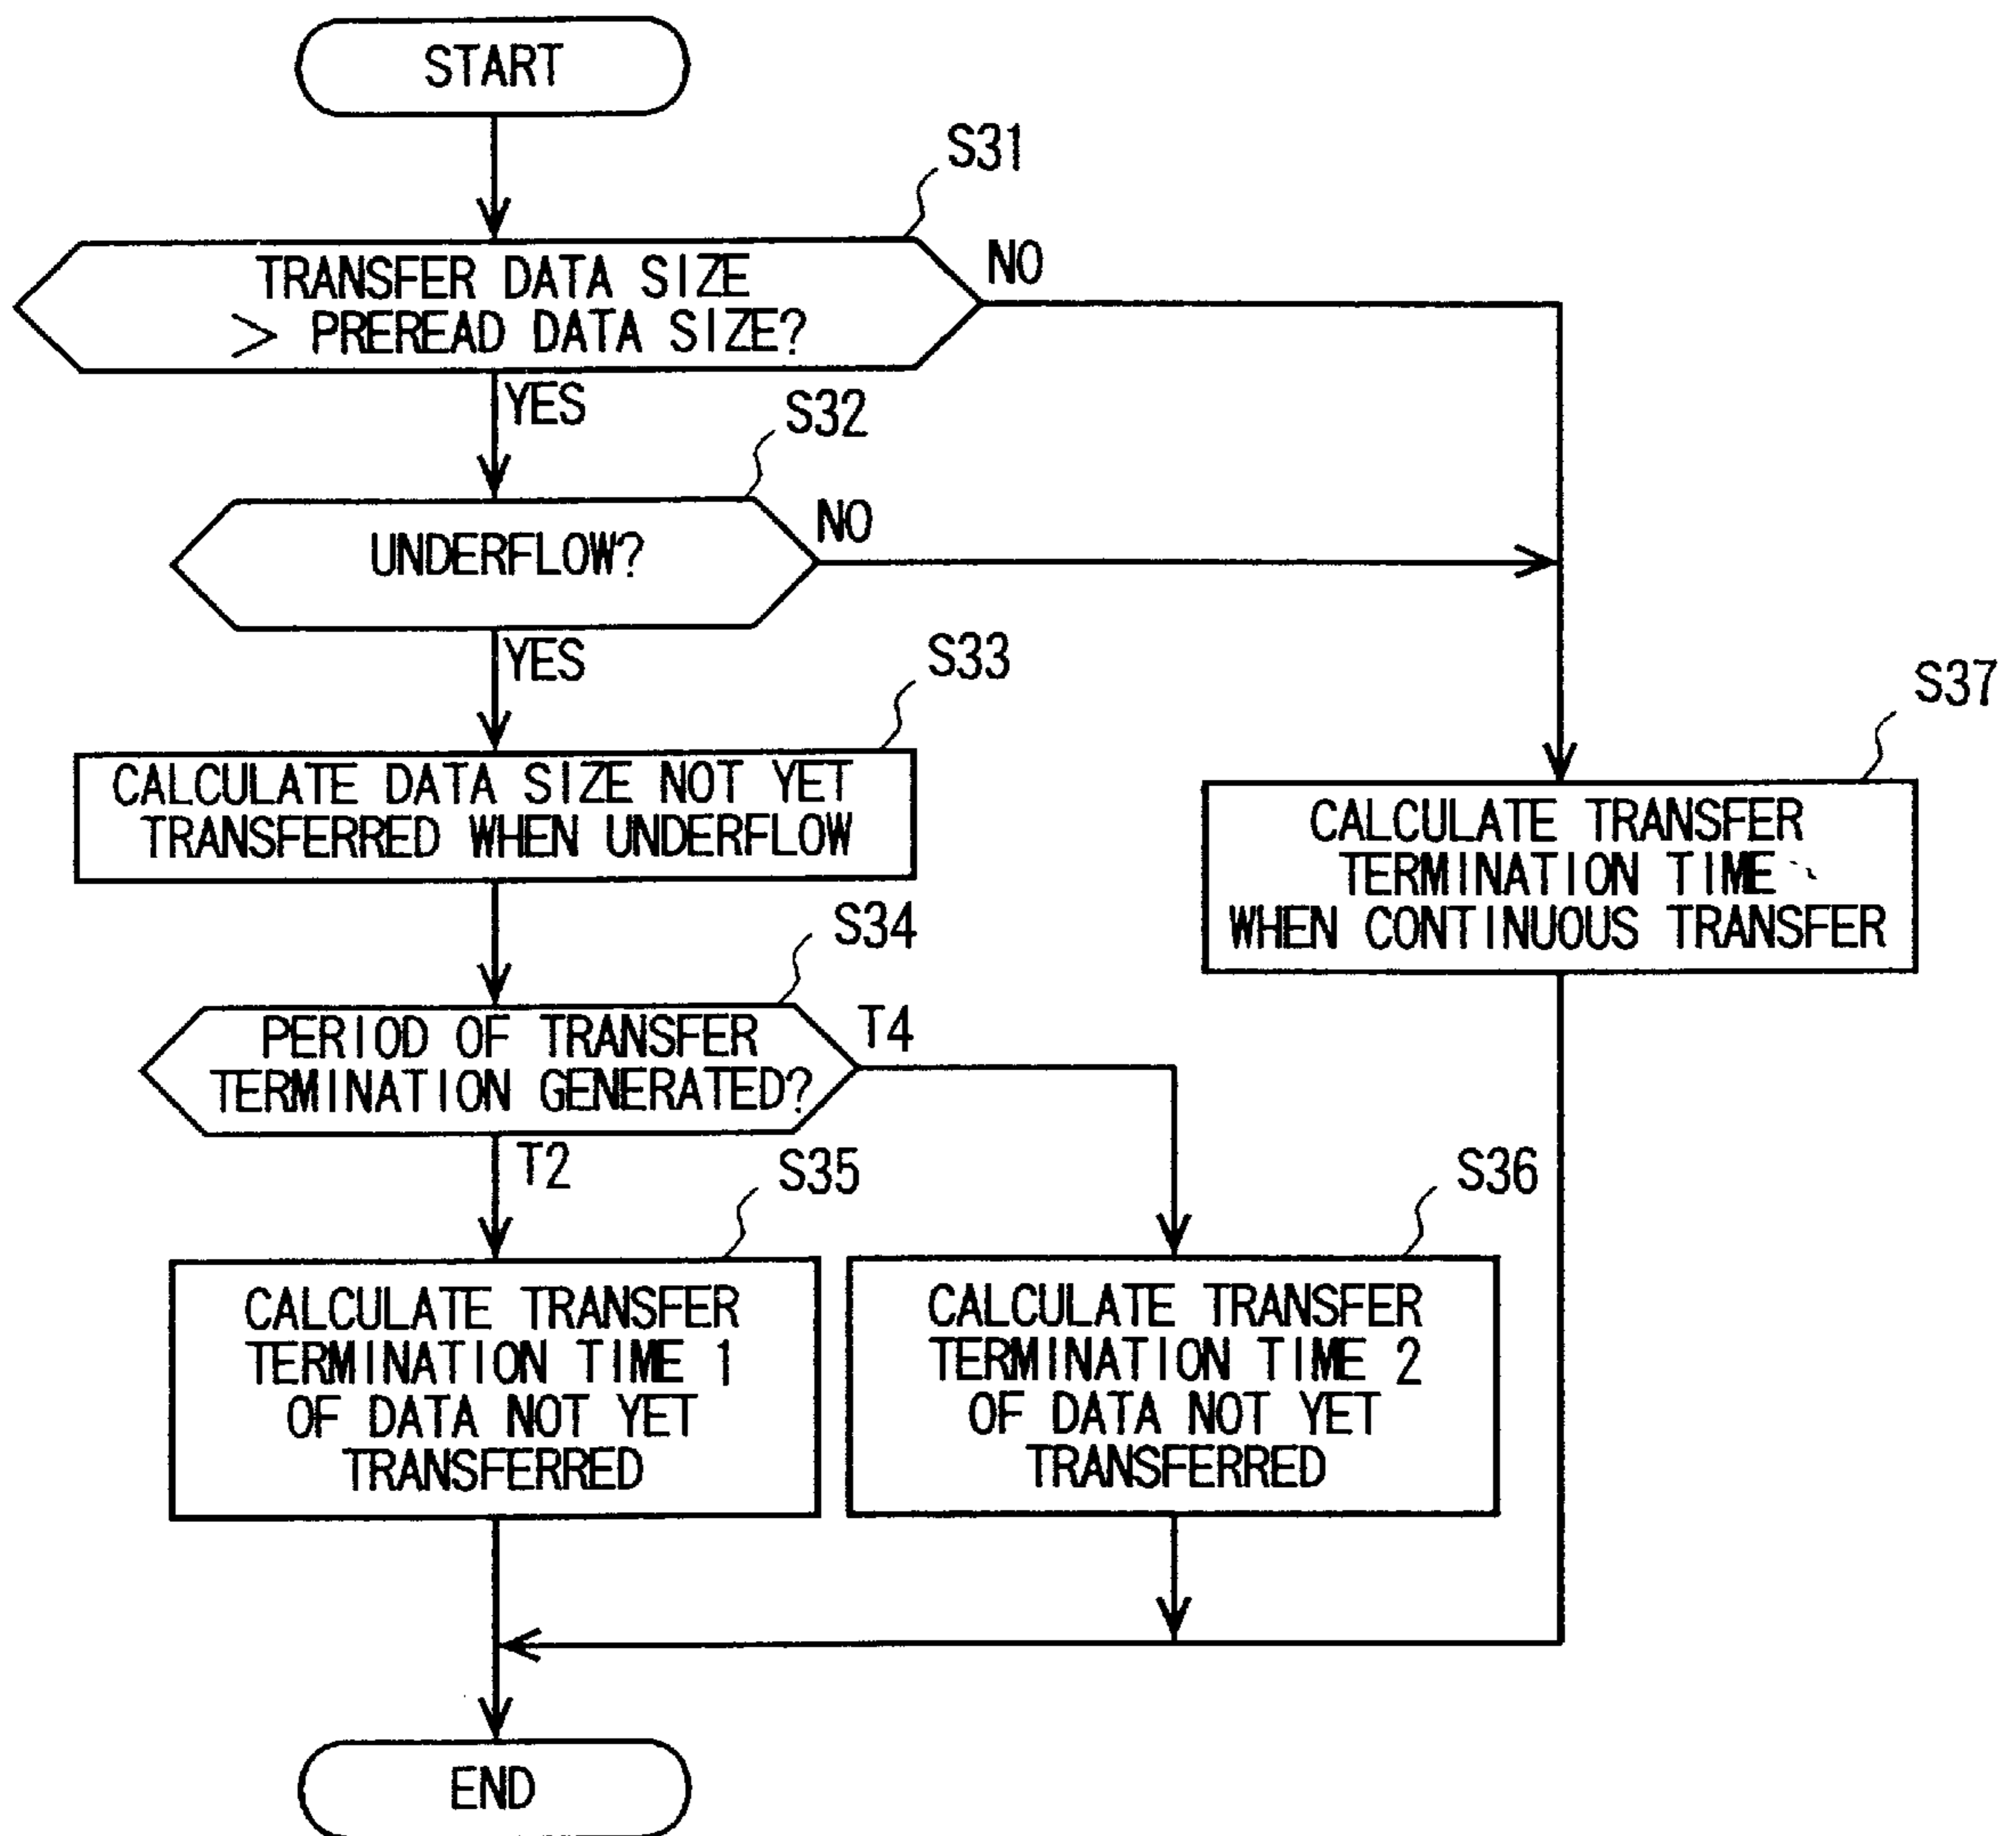 START
S31
TRANSFER DATA SIZE
> PREREAD DATA SIZE?
NO
YES
S32
UNDERFLOW?
NO
YES
S33
CALCULATE DATA SIZE NOT YET
TRANSFERRED WHEN UNDERFLOW
S37
CALCULATE TRANSFER
TERMINATION TIME
WHEN CONTINUOUS TRANSFER
S34
PERIOD OF TRANSFER
TERMINATION GENERATED?
T4
T2
S35
CALCULATE TRANSFER
TERMINATION TIME 1
OF DATA NOT YET
TRANSFERRED
S36
CALCULATE TRANSFER
TERMINATION TIME 2
OF DATA NOT YET
TRANSFERRED
END